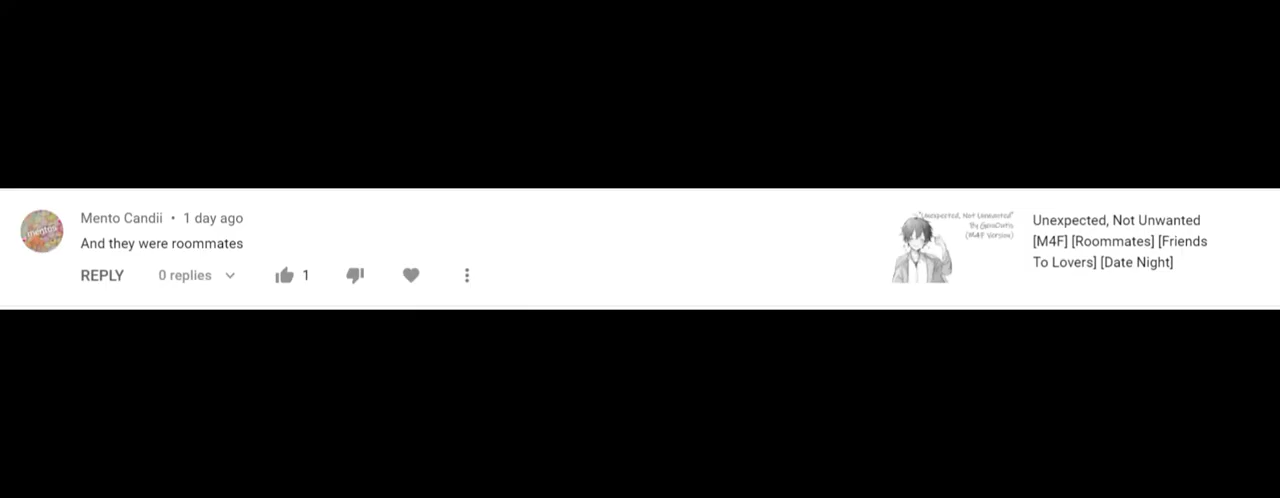 Mento Candii • 1 day ago
And they were roommates
REPLY 0 replies 1
mentos
"Unexpected, Not Unwanted"
(M4F Version)
Unexpected, Not Unwanted
[M4F] [Roommates] [Friends
To Lovers] [Date Night]